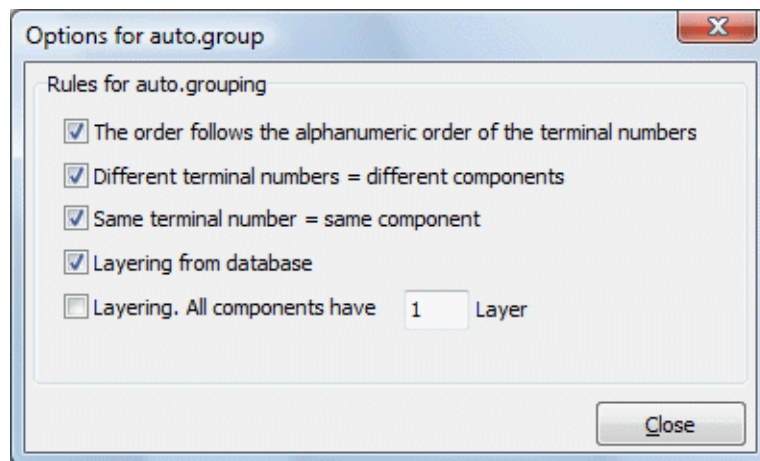 Options for auto.group
Rules for auto.grouping
The order follows the alphanumeric order of the terminal numbers
Different terminal numbers = different components
Same terminal number = same component
Layering from database
Layering. All components have 1 Layer
Close